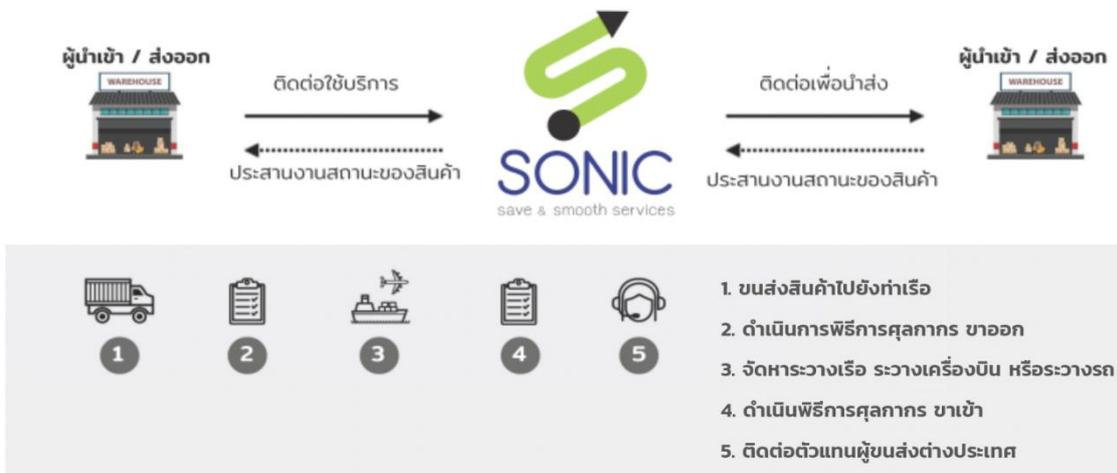 ผู้นำเข้า / ส่งออก
WAREHOUSE
ติดต่อใช้บริการ
ประสานงานสถานะของสินค้า
SONIC
save & smooth services
ติดต่อเพื่อนำส่ง
ประสานงานสถานะของสินค้า
ผู้นำเข้า / ส่งออก
WAREHOUSE
1
2
3
4
5
1. ขนส่งสินค้าไปยังท่าเรือ
2. ดำเนินการพิธีการศุลกากร ขาออก
3. จัดหาระวางเรือ ระวางเครื่องบิน หรือระวางรถ
4. ดำเนินพิธีการศุลกากร ขาเข้า
5. ติดต่อตัวแทนผู้ขนส่งต่างประเทศ